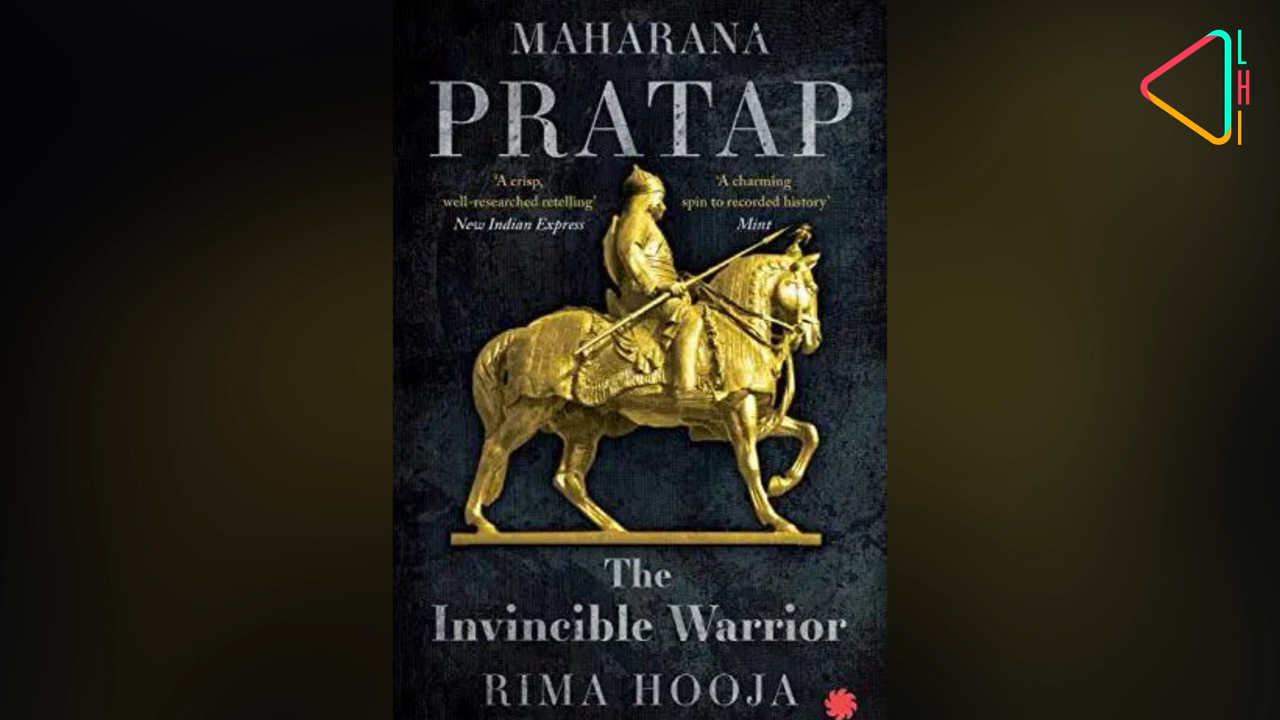 MAHARANA
PRATAP
'A crisp,
well-researched retelling'
New Indian Express
'A charming
spin to recorded history'
Mint
The
Invincible Warrior
RIMA HOOJA
LHI